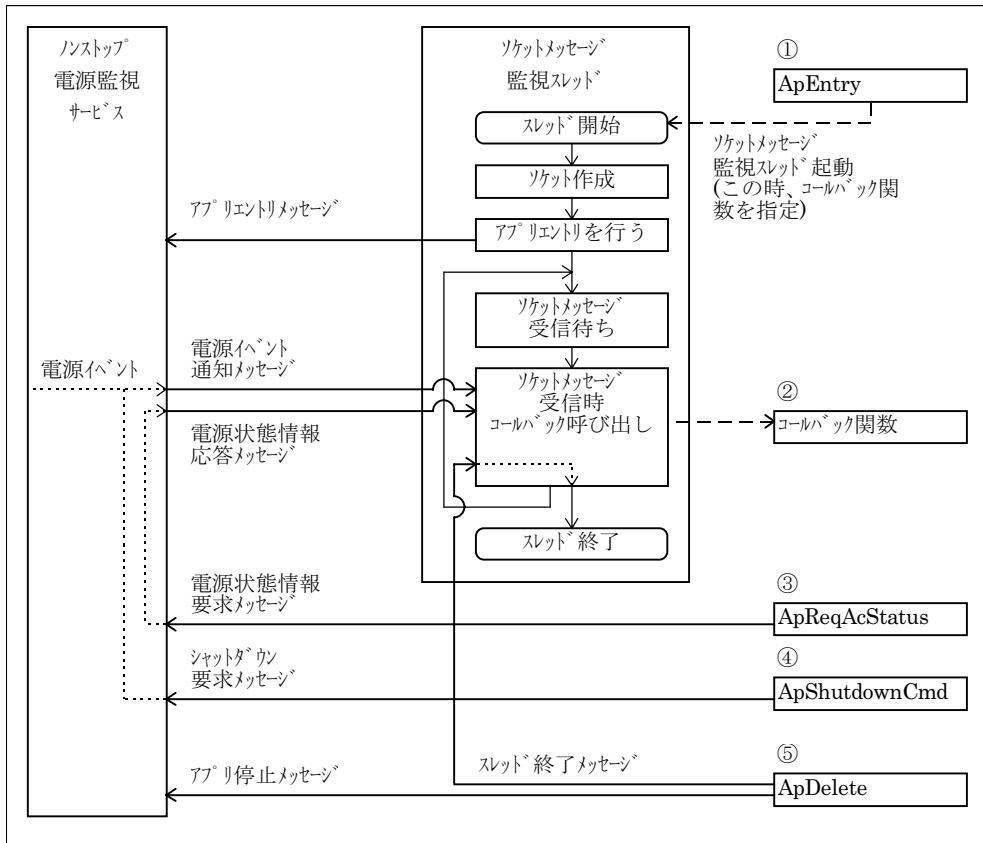 ﾉﾝｽﾄｯﾌﾟ
電源監視
ｻｰﾋﾞｽ
ｿｹｯﾄﾒｯｾｰｼﾞ
監視ｽﾚｯﾄﾞ
①
ApEntry
ｽﾚｯﾄﾞ開始
ｿｹｯﾄﾒｯｾｰｼﾞ
監視ｽﾚｯﾄﾞ起動
(この時、ｺｰﾙﾊﾞｯｸ関
数を指定)
ｿｹｯﾄ作成
ｱﾌﾟﾘｴﾝﾄﾘﾒｯｾｰｼﾞ
ｱﾌﾟﾘｴﾝﾄﾘを行う
ｿｹｯﾄﾒｯｾｰｼﾞ
受信待ち
電源ｲﾍﾞﾝﾄ
電源ｲﾍﾞﾝﾄ
通知ﾒｯｾｰｼﾞ
ｿｹｯﾄﾒｯｾｰｼﾞ
受信時
ｺｰﾙﾊﾞｯｸ呼び出し
②
ｺｰﾙﾊﾞｯｸ関数
電源状態情報
応答ﾒｯｾｰｼﾞ
ｽﾚｯﾄﾞ終了
電源状態情報
要求ﾒｯｾｰｼﾞ
③
ApReqAcStatus
ｼｬｯﾄﾀﾞｳﾝ
要求ﾒｯｾｰｼﾞ
④
ApShutdownCmd
ｽﾚｯﾄﾞ終了ﾒｯｾｰｼﾞ
⑤
ApDelete
ｱﾌﾟﾘ停止ﾒｯｾｰｼﾞ